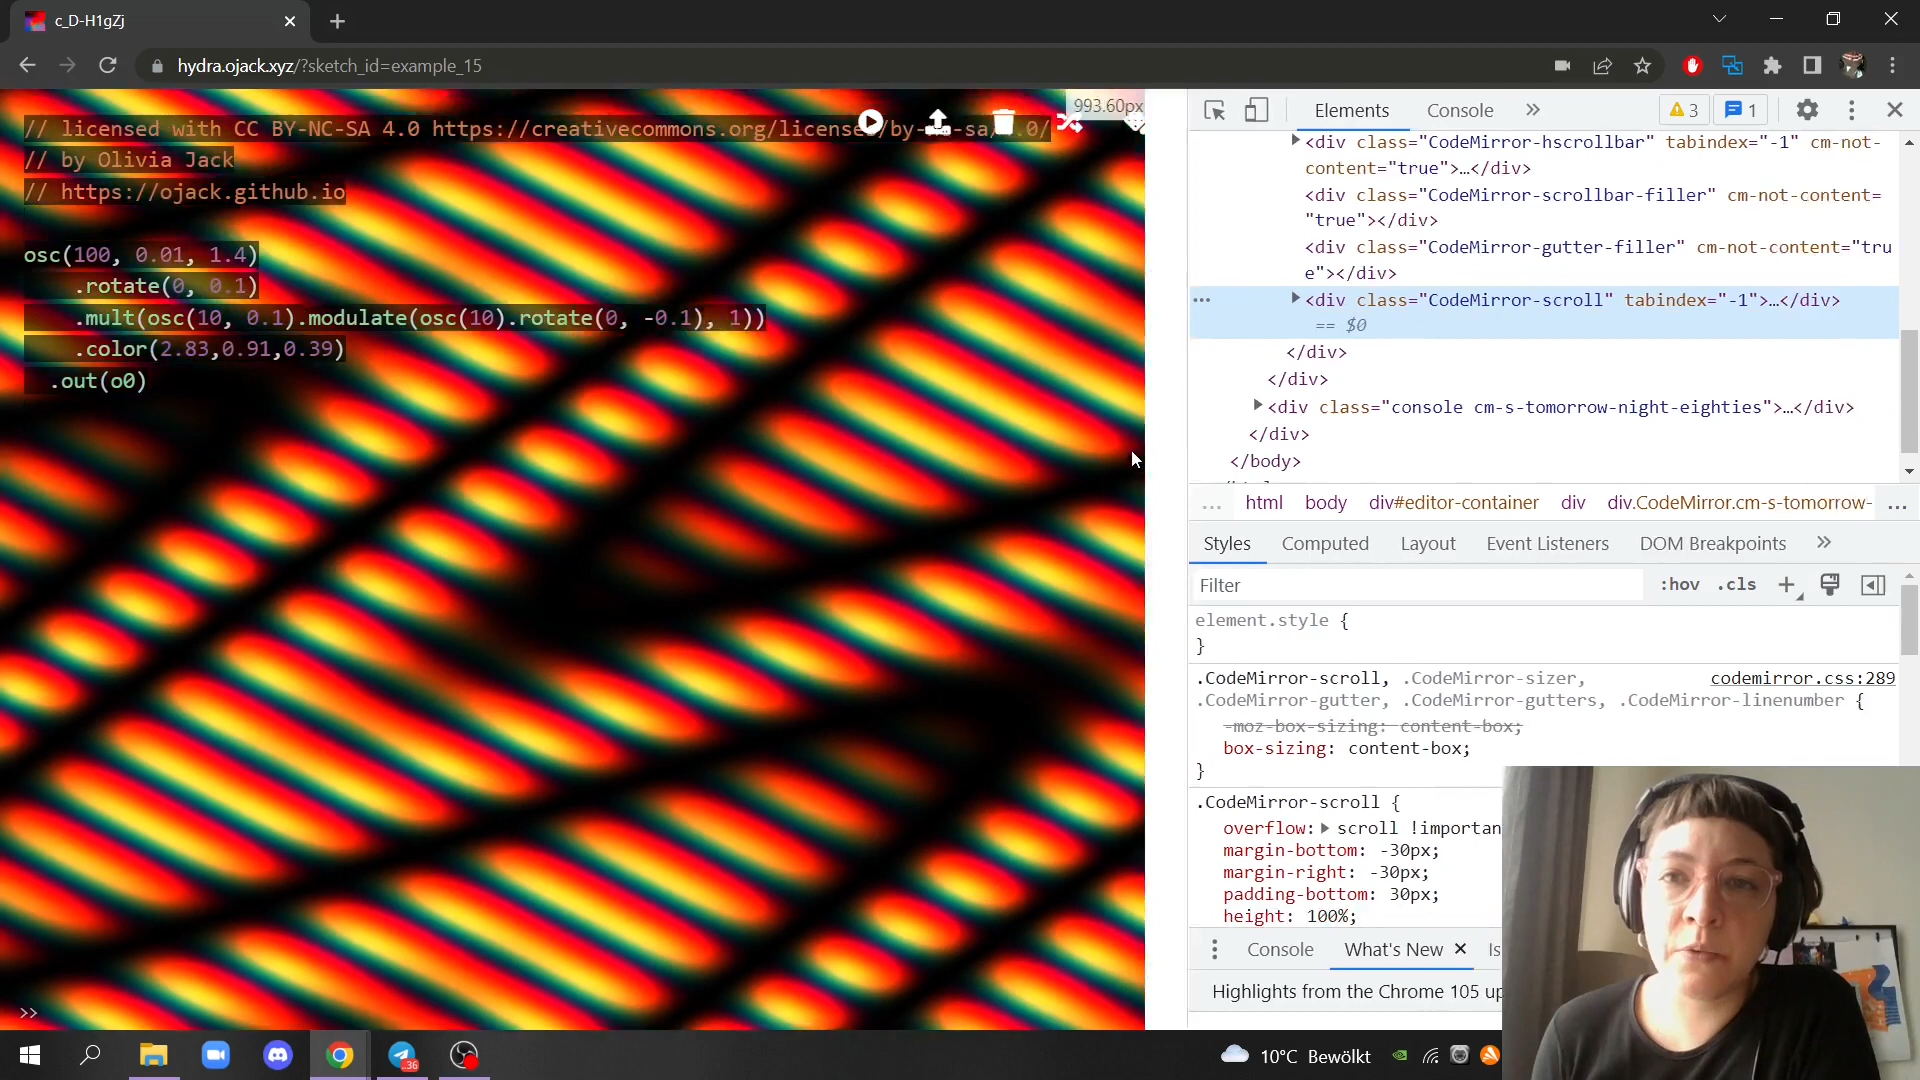 c_D-H1gZj
hydra.ojack.xyz/?sketch_id=example_15
993.60px
// licensed with CC BY-NC-SA 4.0 https://creativecommons.org/licenses/by-nc-sa/4.0/
// by Olivia Jack
// https://ojack.github.io
osc(100, 0.01, 1.4)
.rotate(0, 0.1)
.mult(osc(10, 0.1).modulate(osc(10).rotate(0, -0.1), 1))
.color(2.83,0.91,0.39)
.out(o0)
>>
Elements Console » 3 1
<div class="CodeMirror-hscrollbar" tabindex="-1" cm-not-
content="true">…</div>
<div class="CodeMirror-scrollbar-filler" cm-not-content=
"true"></div>
<div class="CodeMirror-gutter-filler" cm-not-content="tru
e"></div>
… <div class="CodeMirror-scroll" tabindex="-1">…</div>
== $0
</div>
</div>
<div class="console cm-s-tomorrow-night-eighties">…</div>
</div>
</body>
… html body div#editor-container div div.CodeMirror.cm-s-tomorrow- …
Styles Computed Layout Event Listeners DOM Breakpoints »
Filter :hov .cls +
element.style {
}
.CodeMirror-scroll, .CodeMirror-sizer, codemirror.css:289
.CodeMirror-gutter, .CodeMirror-gutters, .CodeMirror-linenumber {
-moz-box-sizing: content-box;
box-sizing: content-box;
}
.CodeMirror-scroll {
overflow: scroll !importan
margin-bottom: -30px;
margin-right: -30px;
padding-bottom: 30px;
height: 100%;
Console What's New Is
Highlights from the Chrome 105 up
36
10°C Bewölkt